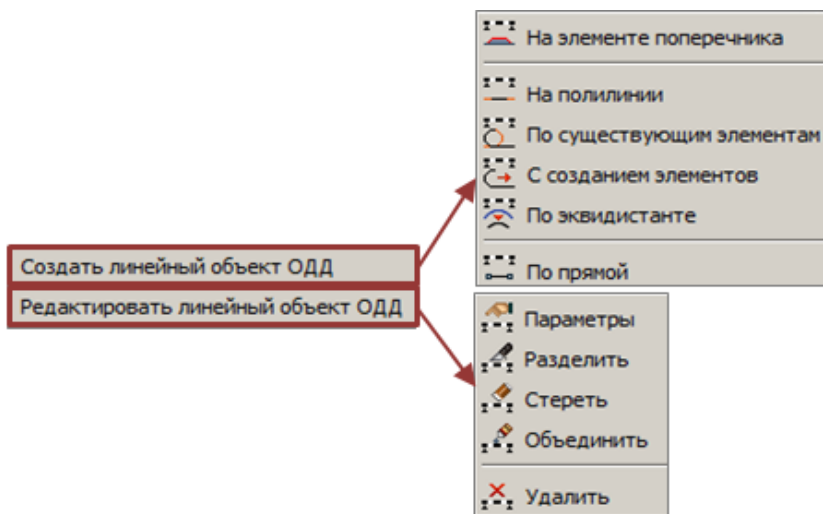 На элементе поперечника
На полилинии
По существующим элементам
С созданием элементов
По эквидистанте
По прямой
Создать линейный объект ОДД
Редактировать линейный объект ОДД
Параметры
Разделить
Стереть
Объединить
Удалить